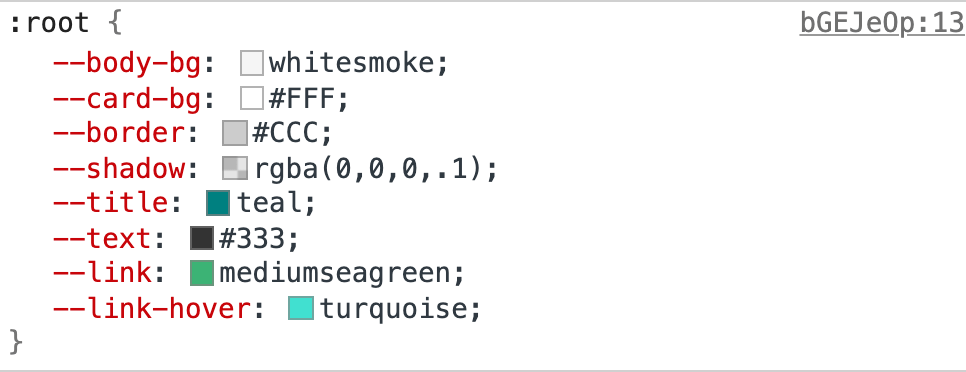 :root { bGEJeOp:13
--body-bg: whitesmoke;
--card-bg: #FFF;
--border: #CCC;
--shadow: rgba(0,0,0,.1);
--title: teal;
--text: #333;
--link: mediumseagreen;
--link-hover: turquoise;
}